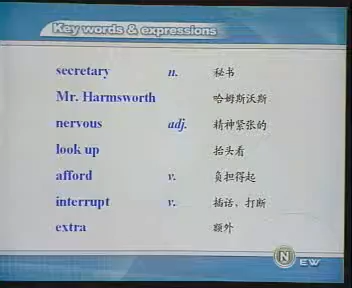 Key words & expressions
secretary n. 秘书
Mr. Harmsworth 哈姆斯沃斯
nervous adj. 精神紧张的
look up 抬头看
afford v. 负担得起
interrupt v. 插话、打断
extra 额外
N EW